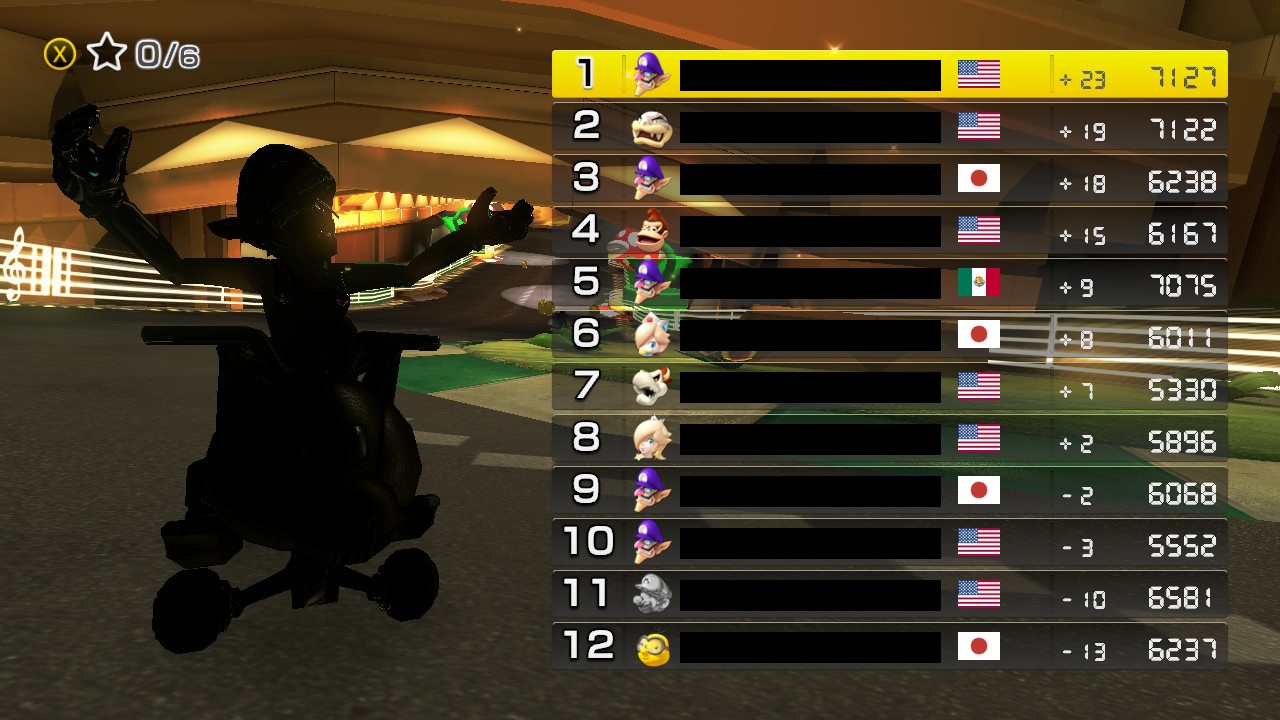 X 0/6
1 + 23 7127
2 + 19 7122
3 + 18 6238
4 + 15 6167
5 + 9 7075
6 + 8 6011
7 + 7 5330
8 + 2 5896
9 - 2 6068
10 - 3 5552
11 - 10 6581
12 - 13 6237